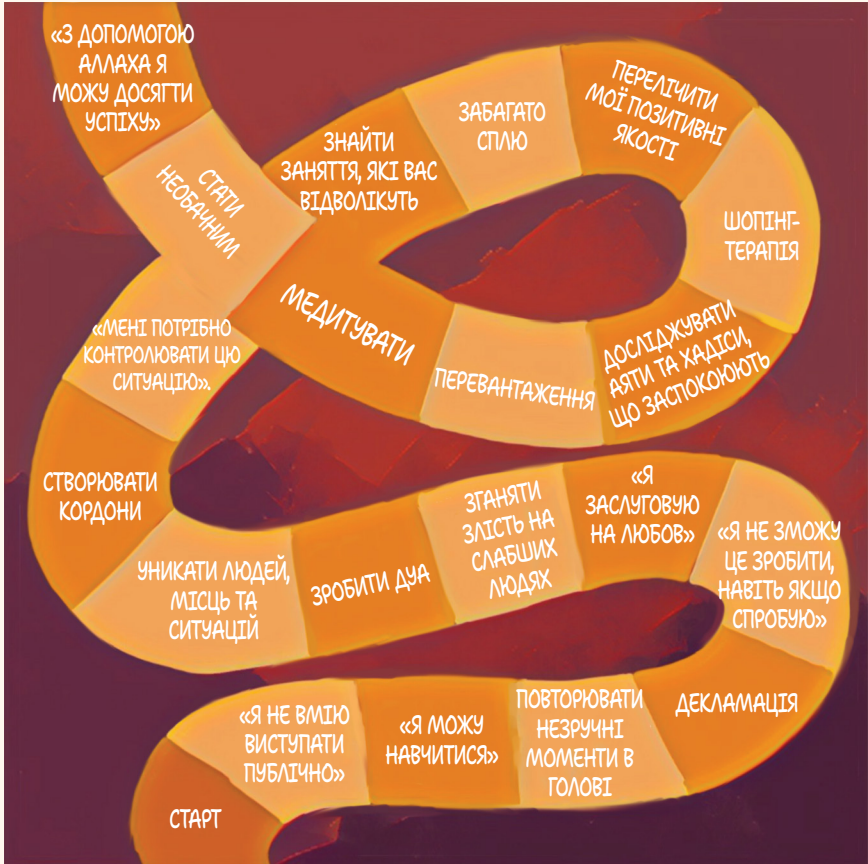 «З ДОПОМОГОЮ
АЛЛАХА Я
МОЖУ ДОСЯГТИ
УСПІХУ»
СТАТИ
НЕОБАЧНИМ
ЗНАЙТИ
ЗАНЯТТЯ, ЯКІ ВАС
ВІДВОЛІКУТЬ
ЗАБАГАТО
СПЛЮ
ПЕРЕЛІЧИТИ
МОЇ ПОЗИТИВНІ
ЯКОСТІ
ШОПІНГ-
ТЕРАПІЯ
ДОСЛІДЖУВАТИ
АЯТИ ТА ХАДІСИ,
ЩО ЗАСПОКОЮЮТЬ
ПЕРЕВАНТАЖЕННЯ
МЕДИТУВАТИ
«МЕНІ ПОТРІБНО
КОНТРОЛЮВАТИ ЦЮ
СИТУАЦІЮ».
СТВОРЮВАТИ
КОРДОНИ
УНИКАТИ ЛЮДЕЙ,
МІСЦЬ ТА
СИТУАЦІЙ
ЗРОБИТИ ДУА
ЗГАНЯТИ
ЗЛІСТЬ НА
СЛАБШИХ
ЛЮДЯХ
«Я
ЗАСЛУГОВУЮ
НА ЛЮБОВ»
«Я НЕ ЗМОЖУ
ЦЕ ЗРОБИТИ,
НАВІТЬ ЯКЩО
СПРОБУЮ»
ДЕКЛАМАЦІЯ
ПОВТОРЮВАТИ
НЕЗРУЧНІ
МОМЕНТИ В
ГОЛОВІ
«Я МОЖУ
НАВЧИТИСЯ»
«Я НЕ ВМІЮ
ВИСТУПАТИ
ПУБЛІЧНО»
СТАРТ